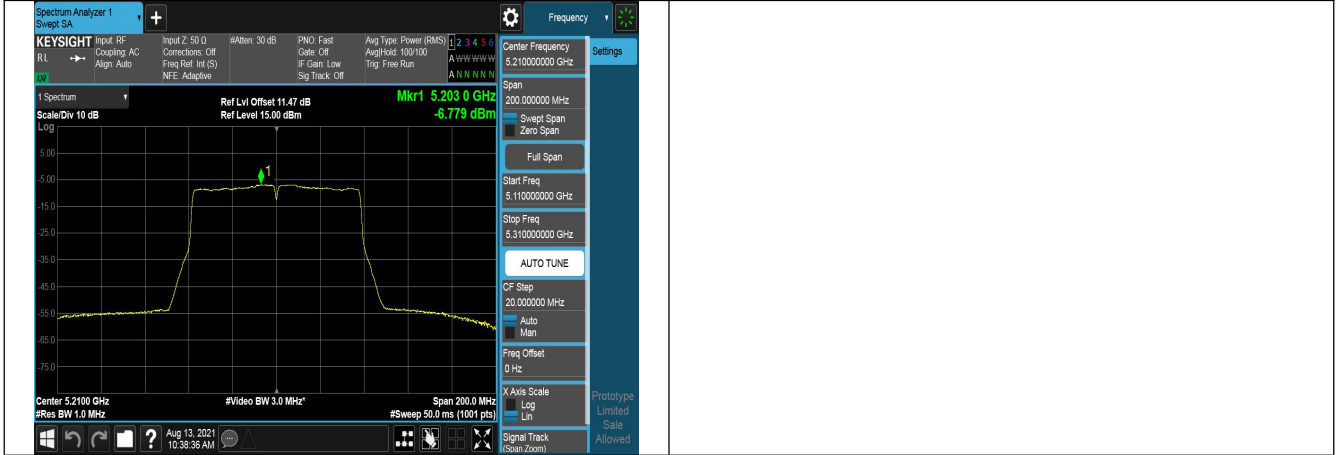 Spectrum Analyzer 1
Swept SA
+
Frequency
KEYSIGHT
RL
Input: RF
Coupling: AC
Align: Auto
Input Z: 50 Ω
Corrections: Off
Freq Ref: Int (S)
NFE: Adaptive
#Atten: 30 dB
PNO: Fast
Gate: Off
IF Gain: Low
Sig Track: Off
Avg Type: Power (RMS)
Avg|Hold: 100/100
Trig: Free Run
1 2 3 4 5 6
A W W W W W
A N N N N N
1 Spectrum
Scale/Div 10 dB
Ref Lvl Offset 11.47 dB
Ref Level 15.00 dBm
Mkr1 5.203 0 GHz
-6.779 dBm
Log
5.00
-5.00
-15.0
-25.0
-35.0
-45.0
-55.0
-65.0
-75.0
1
Center 5.2100 GHz
#Res BW 1.0 MHz
#Video BW 3.0 MHz*
Span 200.0 MHz
#Sweep 50.0 ms (1001 pts)
Center Frequency
5.210000000 GHz
Settings
Span
200.000000 MHz
Swept Span
Zero Span
Full Span
Start Freq
5.110000000 GHz
Stop Freq
5.310000000 GHz
AUTO TUNE
CF Step
20.000000 MHz
Auto
Man
Freq Offset
0 Hz
X Axis Scale
Log
Lin
Signal Track
(Span Zoom)
Prototype
Limited
Sale
Allowed
?
Aug 13, 2021
10:38:36 AM